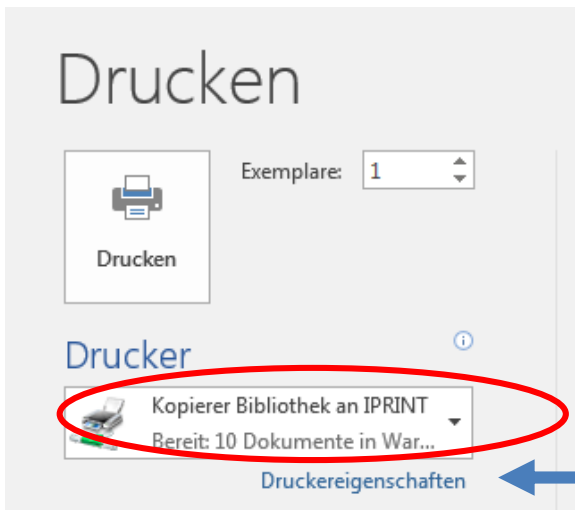 Drucken
Exemplare: 1
Drucken
Drucker
Kopierer Bibliothek an IPRINT
Bereit: 10 Dokumente in War...
Druckereigenschaften